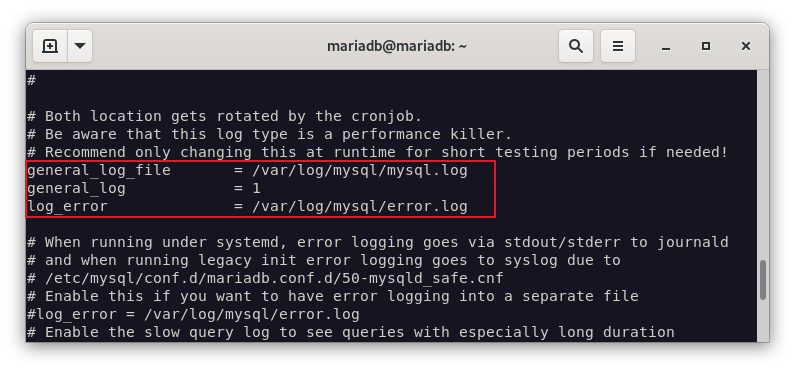 mariadb@mariadb: ~
#
# Both location gets rotated by the cronjob.
# Be aware that this log type is a performance killer.
# Recommend only changing this at runtime for short testing periods if needed!
general_log_file       = /var/log/mysql/mysql.log
general_log            = 1
log_error              = /var/log/mysql/error.log
# When running under systemd, error logging goes via stdout/stderr to journald
# and when running legacy init error logging goes to syslog due to
# /etc/mysql/conf.d/mariadb.conf.d/50-mysqld_safe.cnf
# Enable this if you want to have error logging into a separate file
#log_error = /var/log/mysql/error.log
# Enable the slow query log to see queries with especially long duration